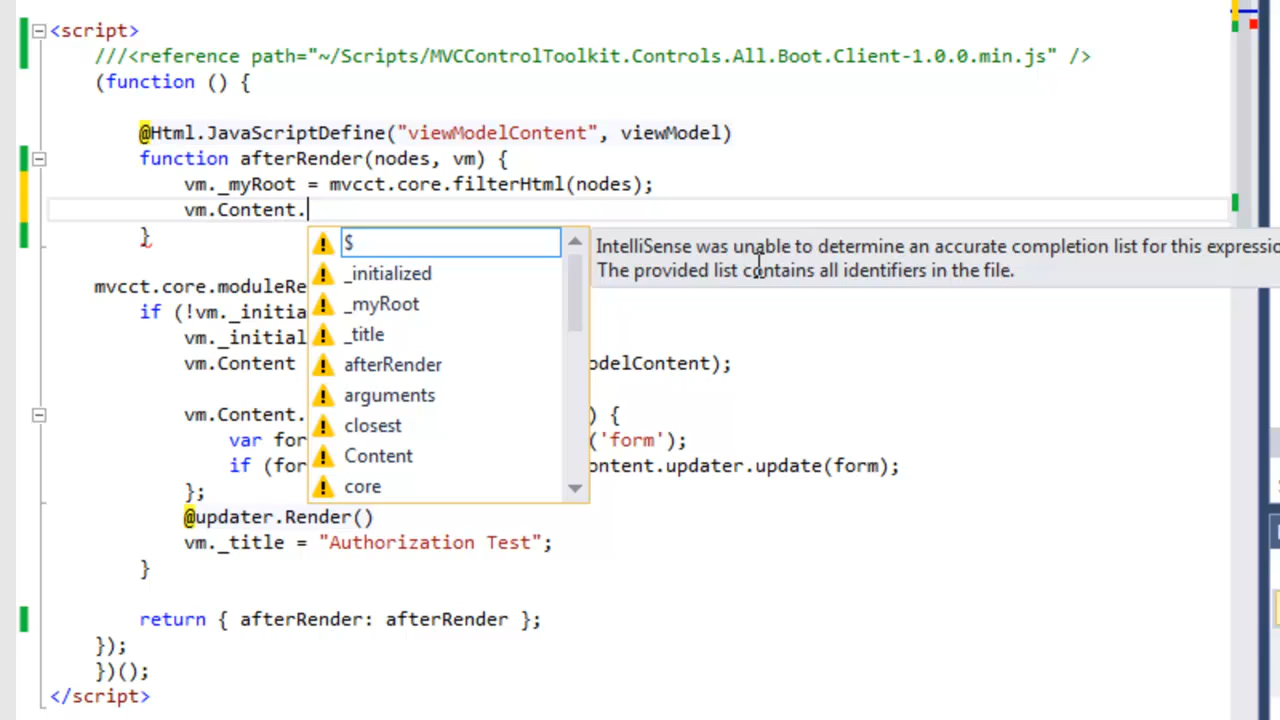 <script>
///<reference path="~/Scripts/MVCControlToolkit.Controls.All.Boot.Client-1.0.0.min.js" />
(function () {
@Html.JavaScriptDefine("viewModelContent", viewModel)
function afterRender(nodes, vm) {
vm._myRoot = mvcct.core.filterHtml(nodes);
vm.Content.
}
$
_initialized
_myRoot
_title
afterRender
arguments
closest
Content
core
IntelliSense was unable to determine an accurate completion list for this expressio
The provided list contains all identifiers in the file.
mvcct.core.moduleRe
if (!vm._initia
vm._initial
vm.Content delContent);
vm.Content. ) {
var for ('form');
if (for ontent.updater.update(form);
};
@updater.Render()
vm._title = "Authorization Test";
}
return { afterRender: afterRender };
});
})();
</script>